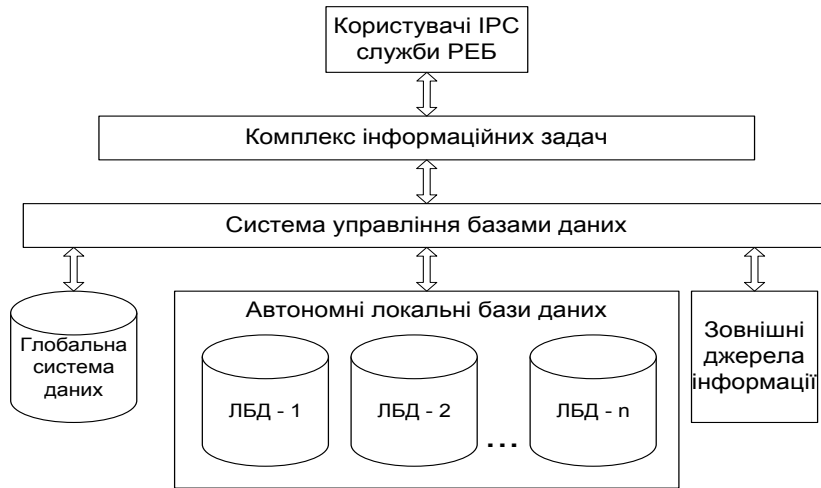 Користувачі ІРС
служби РЕБ
Комплекс інформаційних задач
Система управління базами даних
Глобальна
система
даних
Автономні локальні бази даних
ЛБД - 1
ЛБД - 2
...
ЛБД - n
Зовнішні
джерела
інформації